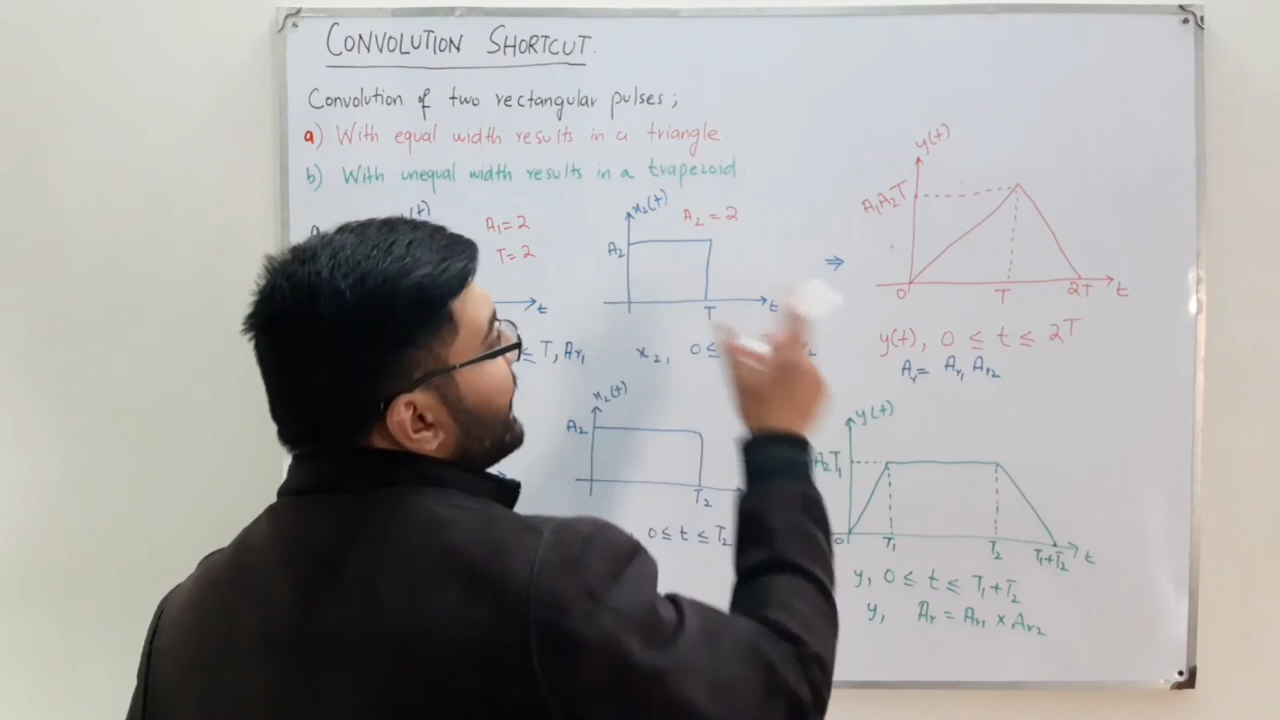 CONVOLUTION SHORTCUT.
Convolution of two rectangular pulses;
a) With equal width results in a triangle.
b) With unequal width results in a trapezoid.
(t)
A₁=2
T=2
t
≤ T, Ar₁
x₂(t)
A₂ = 2
A₂
T
t
x₂, 0 ≤
⇒
y(t)
A₁A₂T
0
T
2T
t
y(t), 0 ≤ t ≤ 2T
Ar = Ar₁ Ar₂
x₂(t)
A₂
T₂
0 ≤ t ≤ T₂
y(t)
A₂T₁
0
T₁
T₂
T₁+T₂
t
y, 0 ≤ t ≤ T₁+T₂
y, Ar = Ar₁ × Ar₂